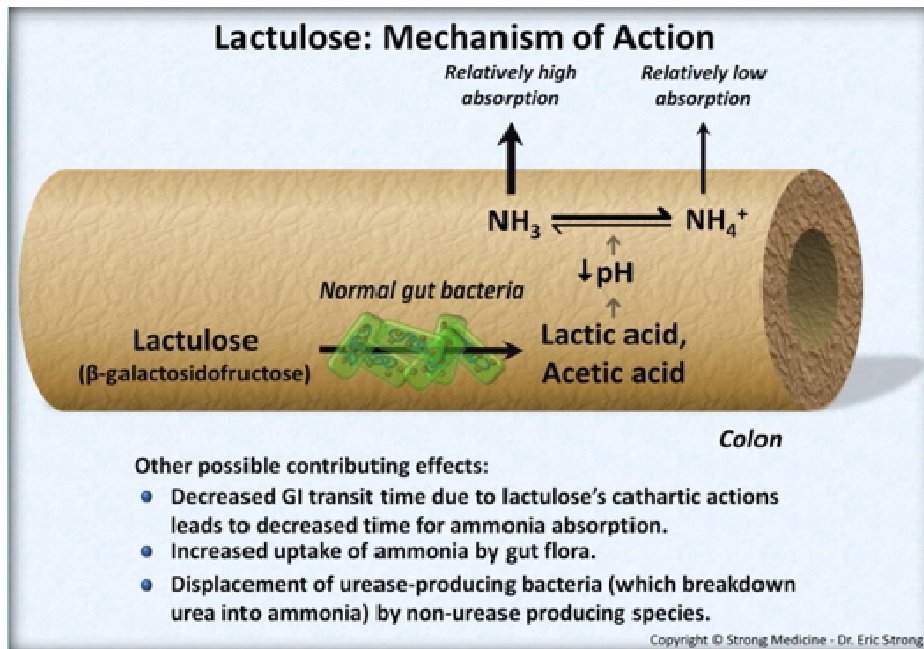 Lactulose: Mechanism of Action
Relatively high
absorption
Relatively low
absorption
NH₃
NH₄⁺
↓pH
Normal gut bacteria
Lactulose
(β-galactosidofructose)
Lactic acid,
Acetic acid
Colon
Other possible contributing effects:
Decreased GI transit time due to lactulose's cathartic actions
leads to decreased time for ammonia absorption.
Increased uptake of ammonia by gut flora.
Displacement of urease-producing bacteria (which breakdown
urea into ammonia) by non-urease producing species.
Copyright © Strong Medicine - Dr. Eric Strong